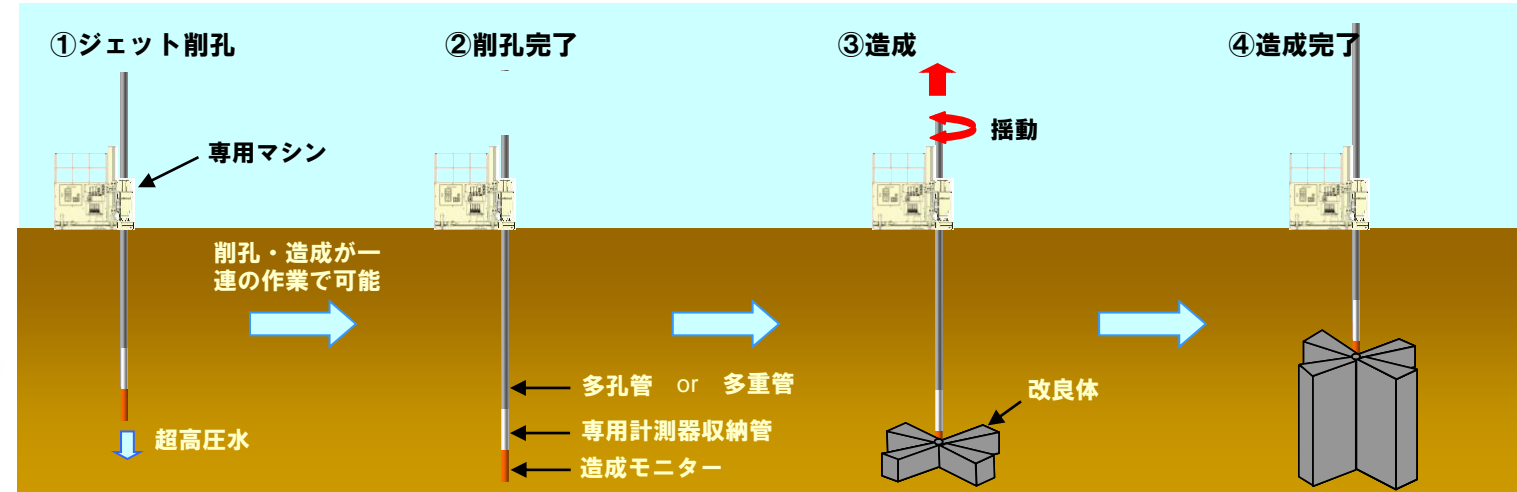 ①ジェット削孔
②削孔完了
③造成
④造成完了
専用マシン
揺動
削孔・造成が一
連の作業で可能
多孔管 or 多重管
改良体
専用計測器収納管
超高圧水
造成モニター